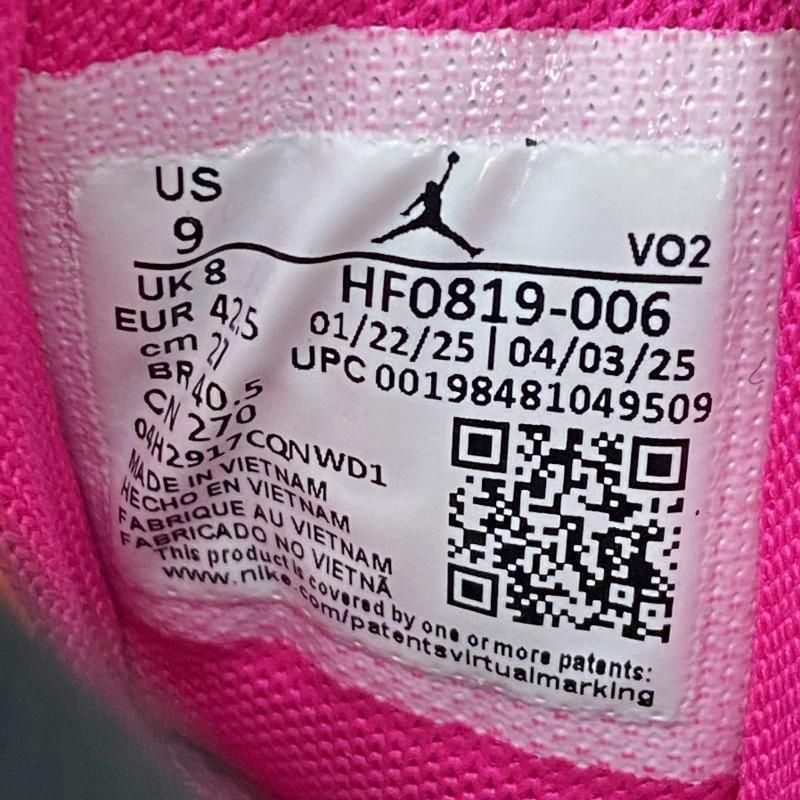 US
9
VO2
UK 8
HF0819-006
EUR 42.5
01/22/25 | 04/03/25
cm 27
UPC 00198481049509
BR 40.5
CN 270
04H2917CQNWD1
MADE IN VIETNAM
HECHO EN VIETNAM
FABRIQUE AU VIETNAM
FABRICADO NO VIETNÃ
This product is covered by one or more patents:
www.nike.com/patentsvirtualmarking